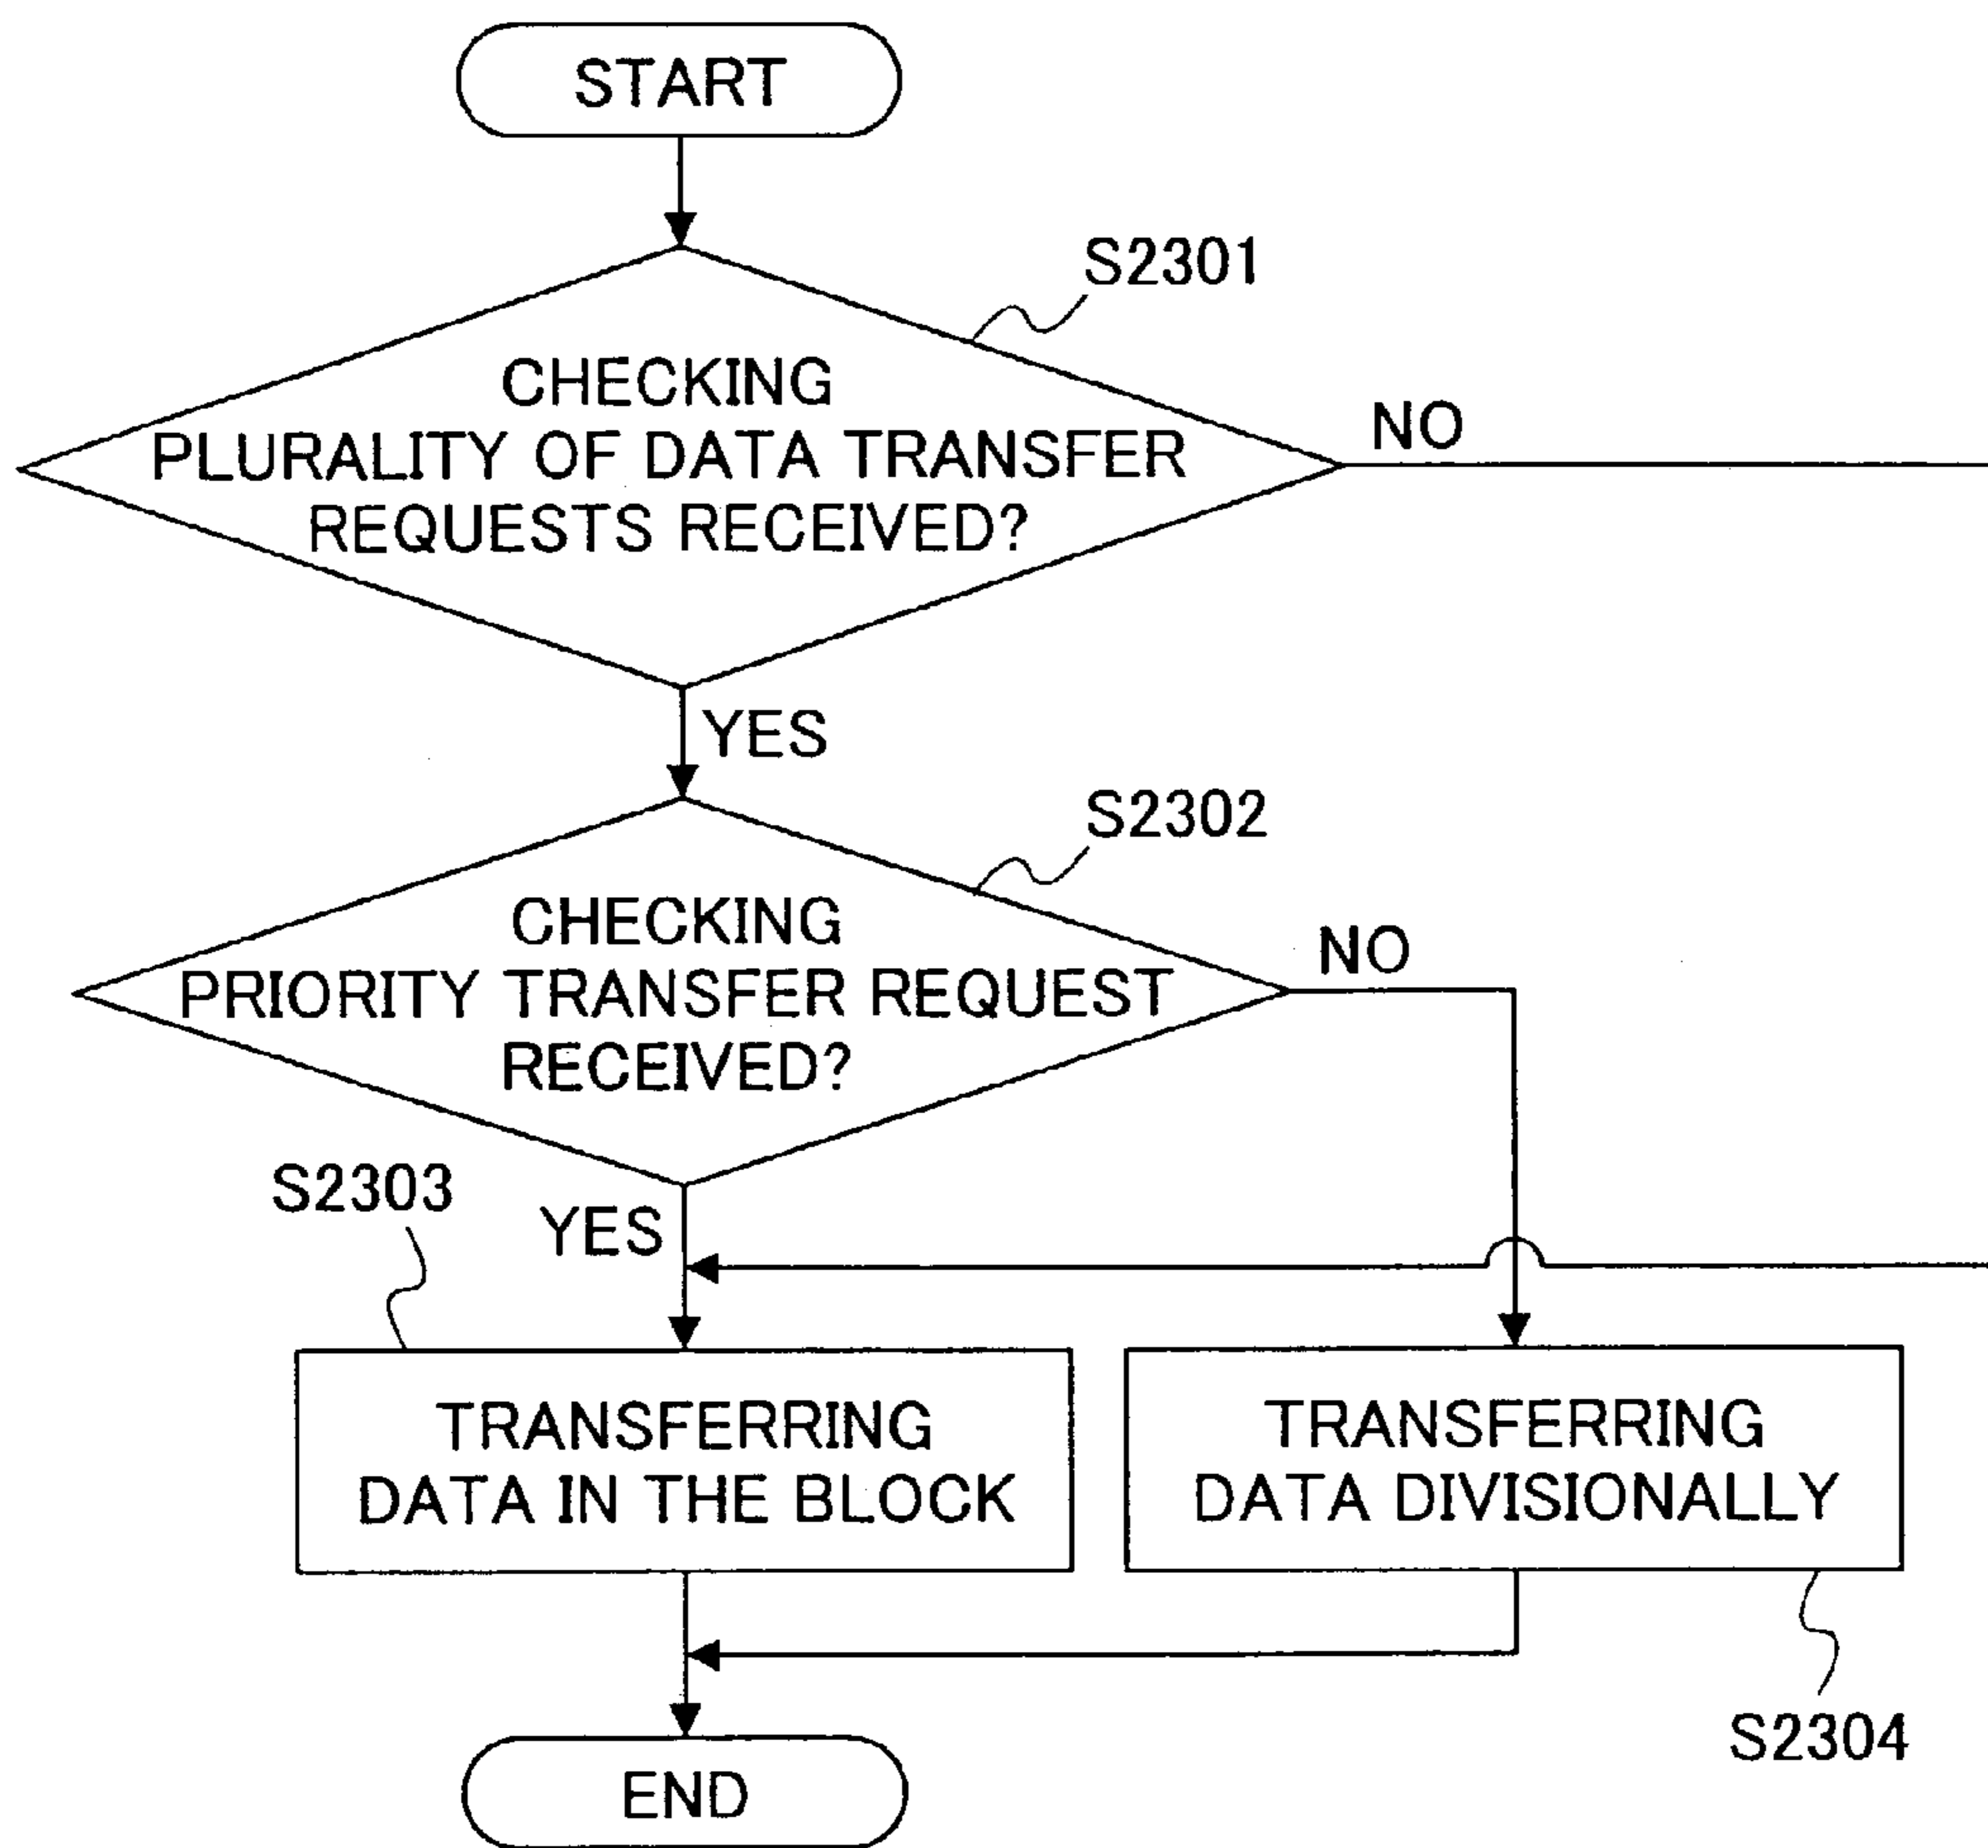 START
S2301
CHECKING
PLURALITY OF DATA TRANSFER
REQUESTS RECEIVED?
NO
YES
S2302
CHECKING
PRIORITY TRANSFER REQUEST
RECEIVED?
NO
S2303
YES
TRANSFERRING
DATA IN THE BLOCK
TRANSFERRING
DATA DIVISIONALLY
S2304
END